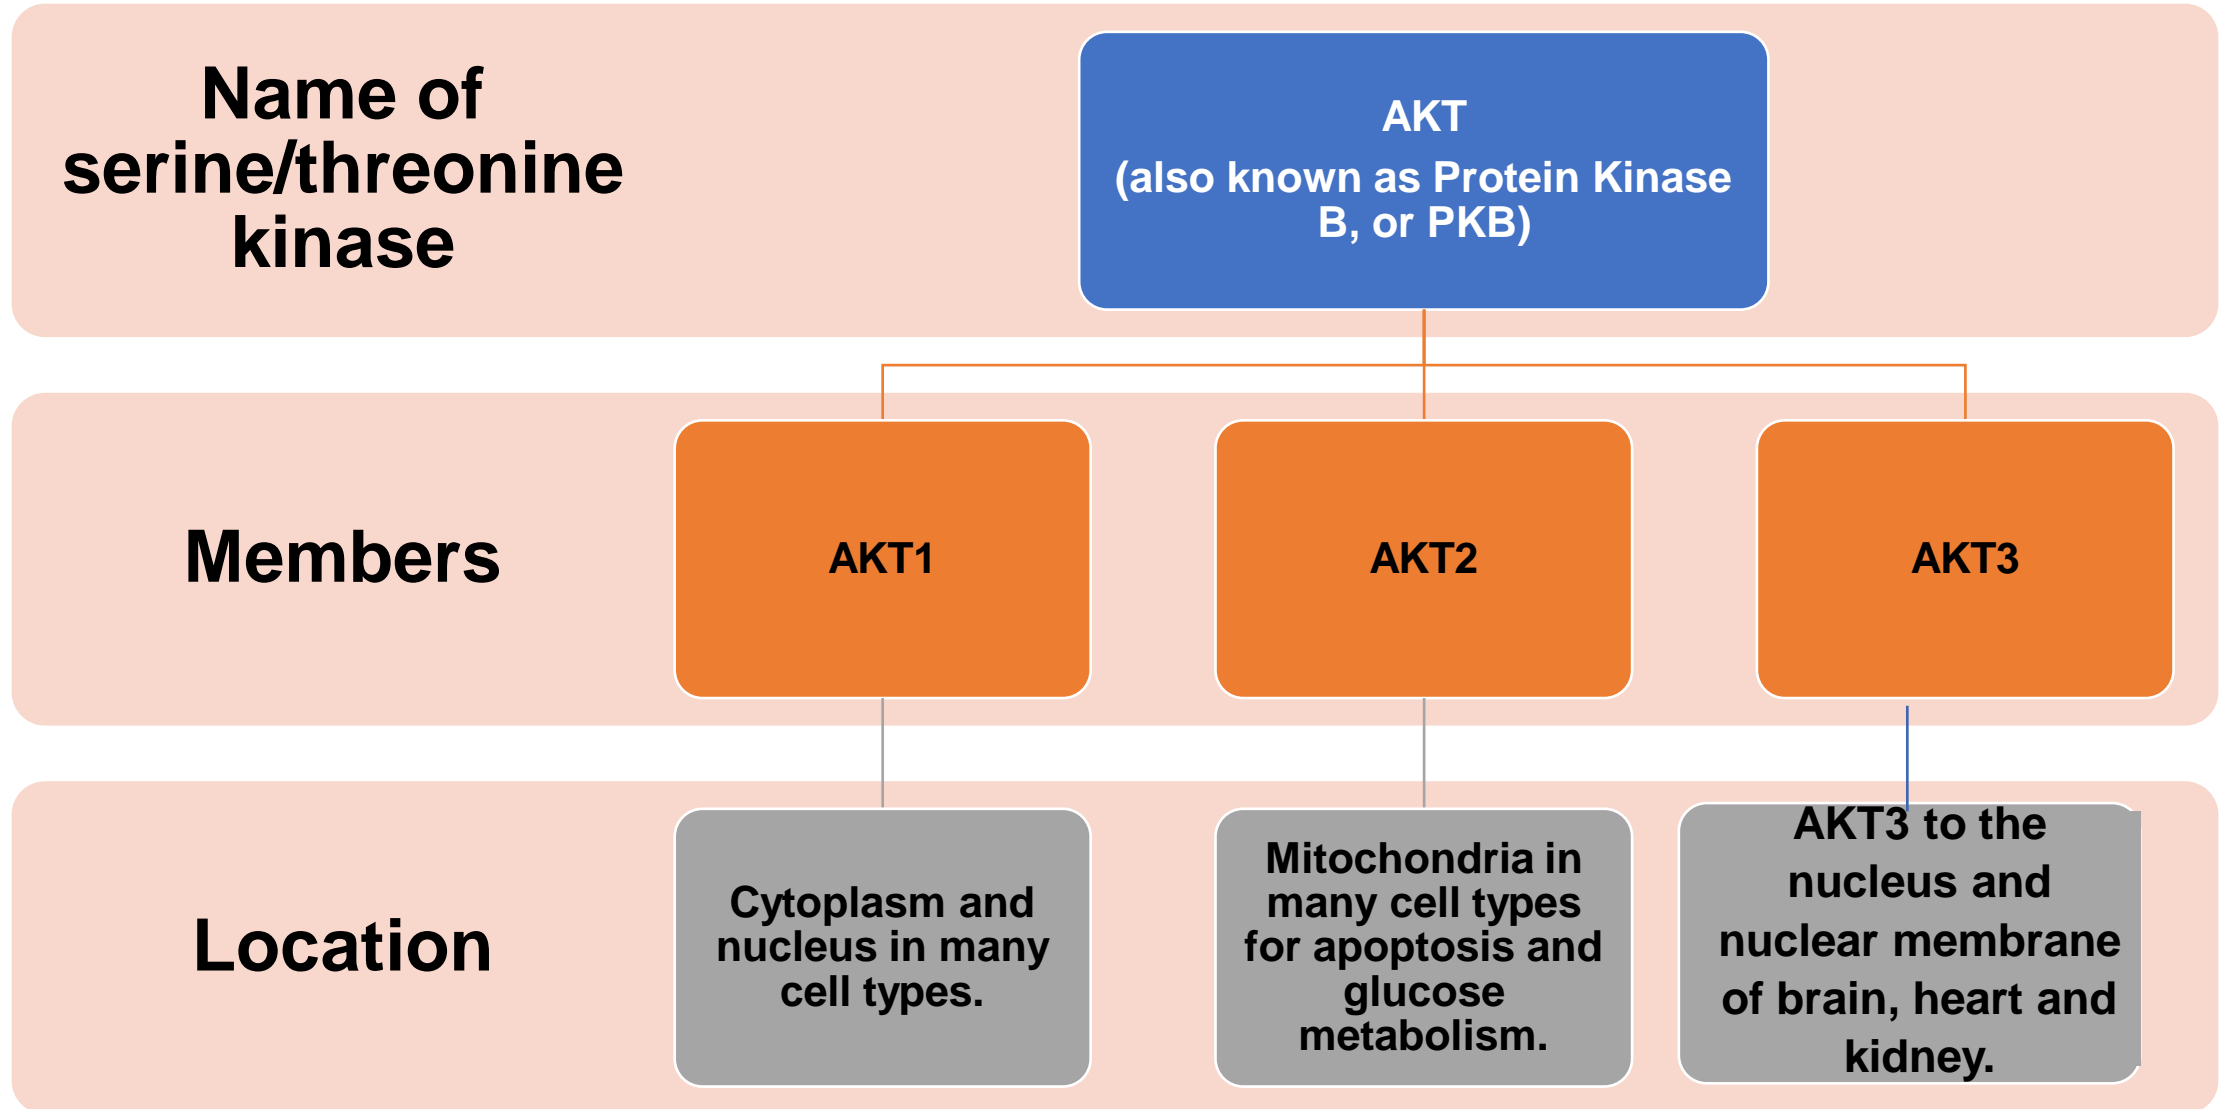 Name of
serine/threonine
kinase
AKT
(also known as Protein Kinase
B, or PKB)
Members
AKT1
AKT2
AKT3
Location
Cytoplasm and
nucleus in many
cell types.
Mitochondria in
many cell types
for apoptosis and
glucose
metabolism.
AKT3 to the
nucleus and
nuclear membrane
of brain, heart and
kidney.